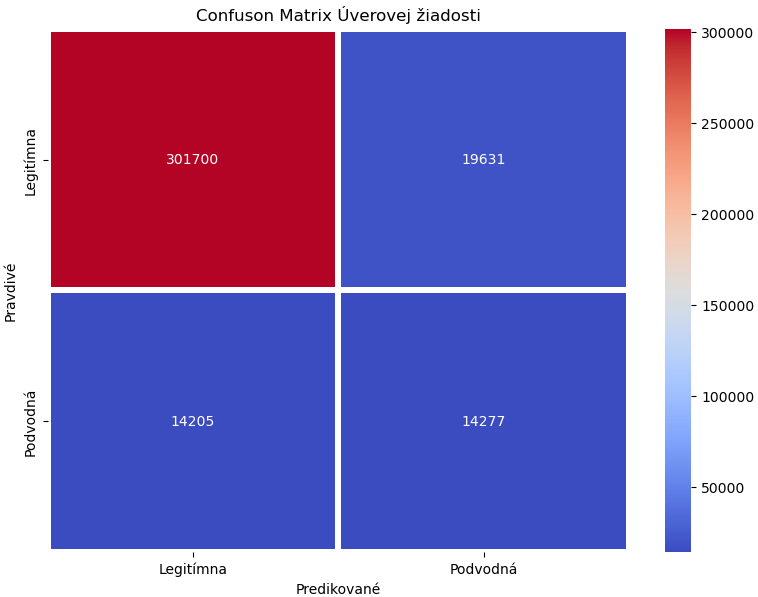 Confuson Matrix Úverovej žiadosti
Pravdivé
Legitímna
Podvodná
301700
19631
14205
14277
Legitímna
Podvodná
Predikované
300000
250000
200000
150000
100000
50000